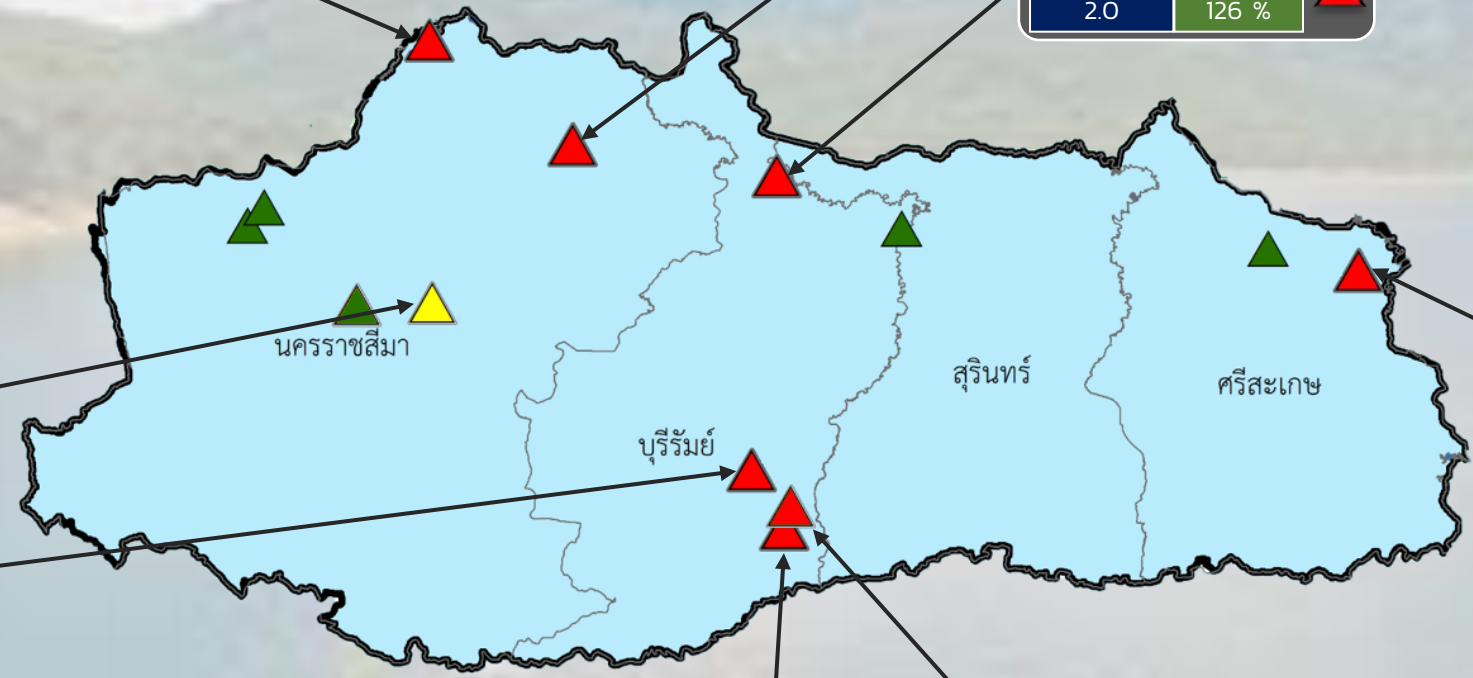 2.0 126 %
นครราชสีมา
สุรินทร์
ศรีสะเกษ
บุรีรัมย์